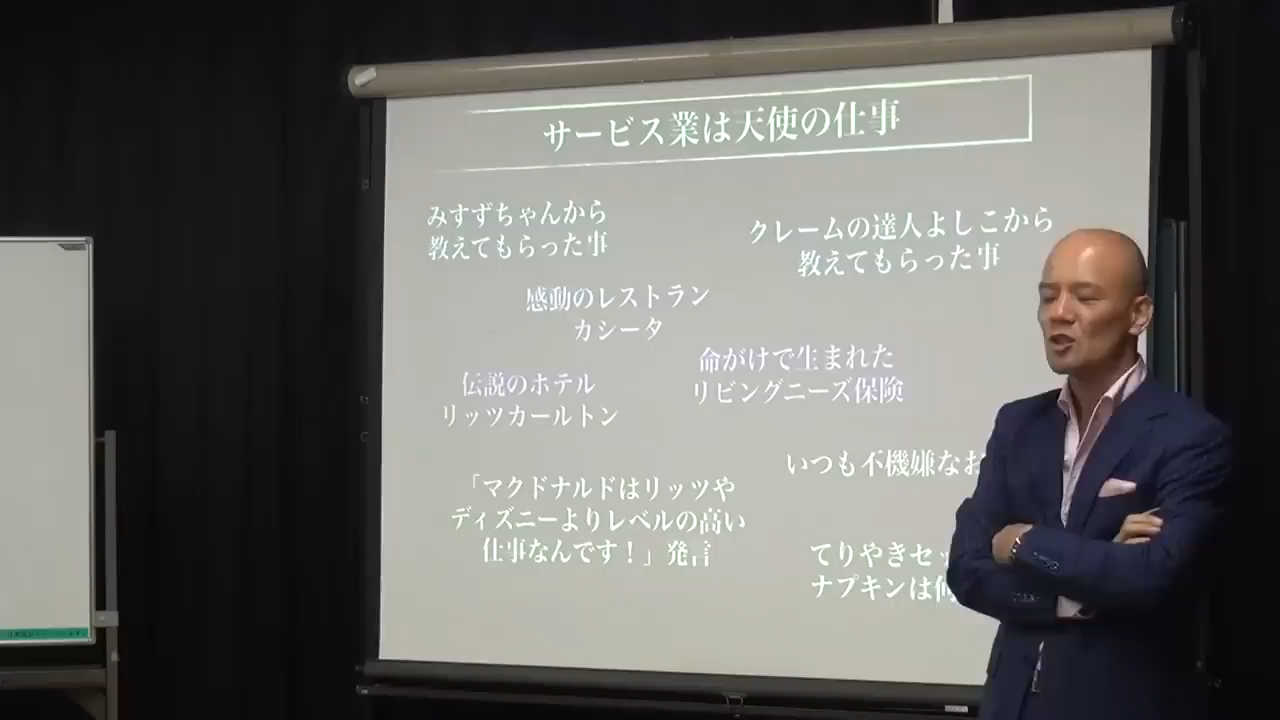 サービス業は天使の仕事
みすずちゃんから
教えてもらった事
クレームの達人よしこから
教えてもらった事
感動のレストラン
カシータ
命がけで生まれた
リビングニーズ保険
伝説のホテル
リッツカールトン
いつも不機嫌なお
「マクドナルドはリッツや
ディズニーよりレベルの高い
仕事なんです！」発言
てりやきセッ
ナプキンは何